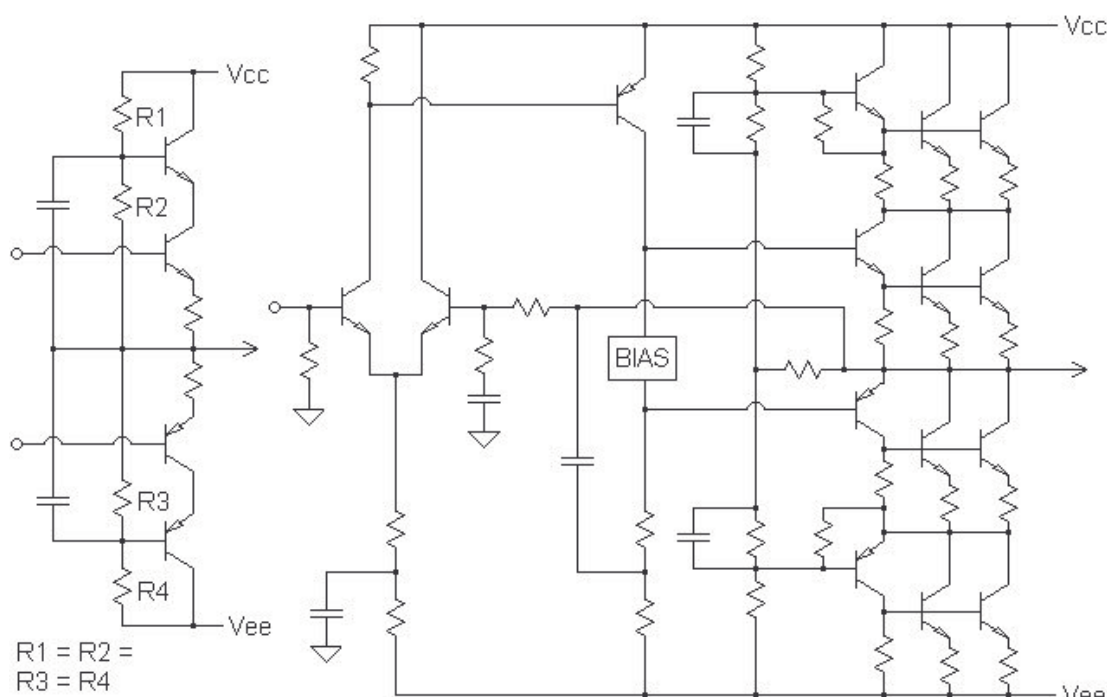 Vcc
R1
R2
R3
R4
Vee
R1 = R2 =
R3 = R4
Vcc
BIAS
Vee